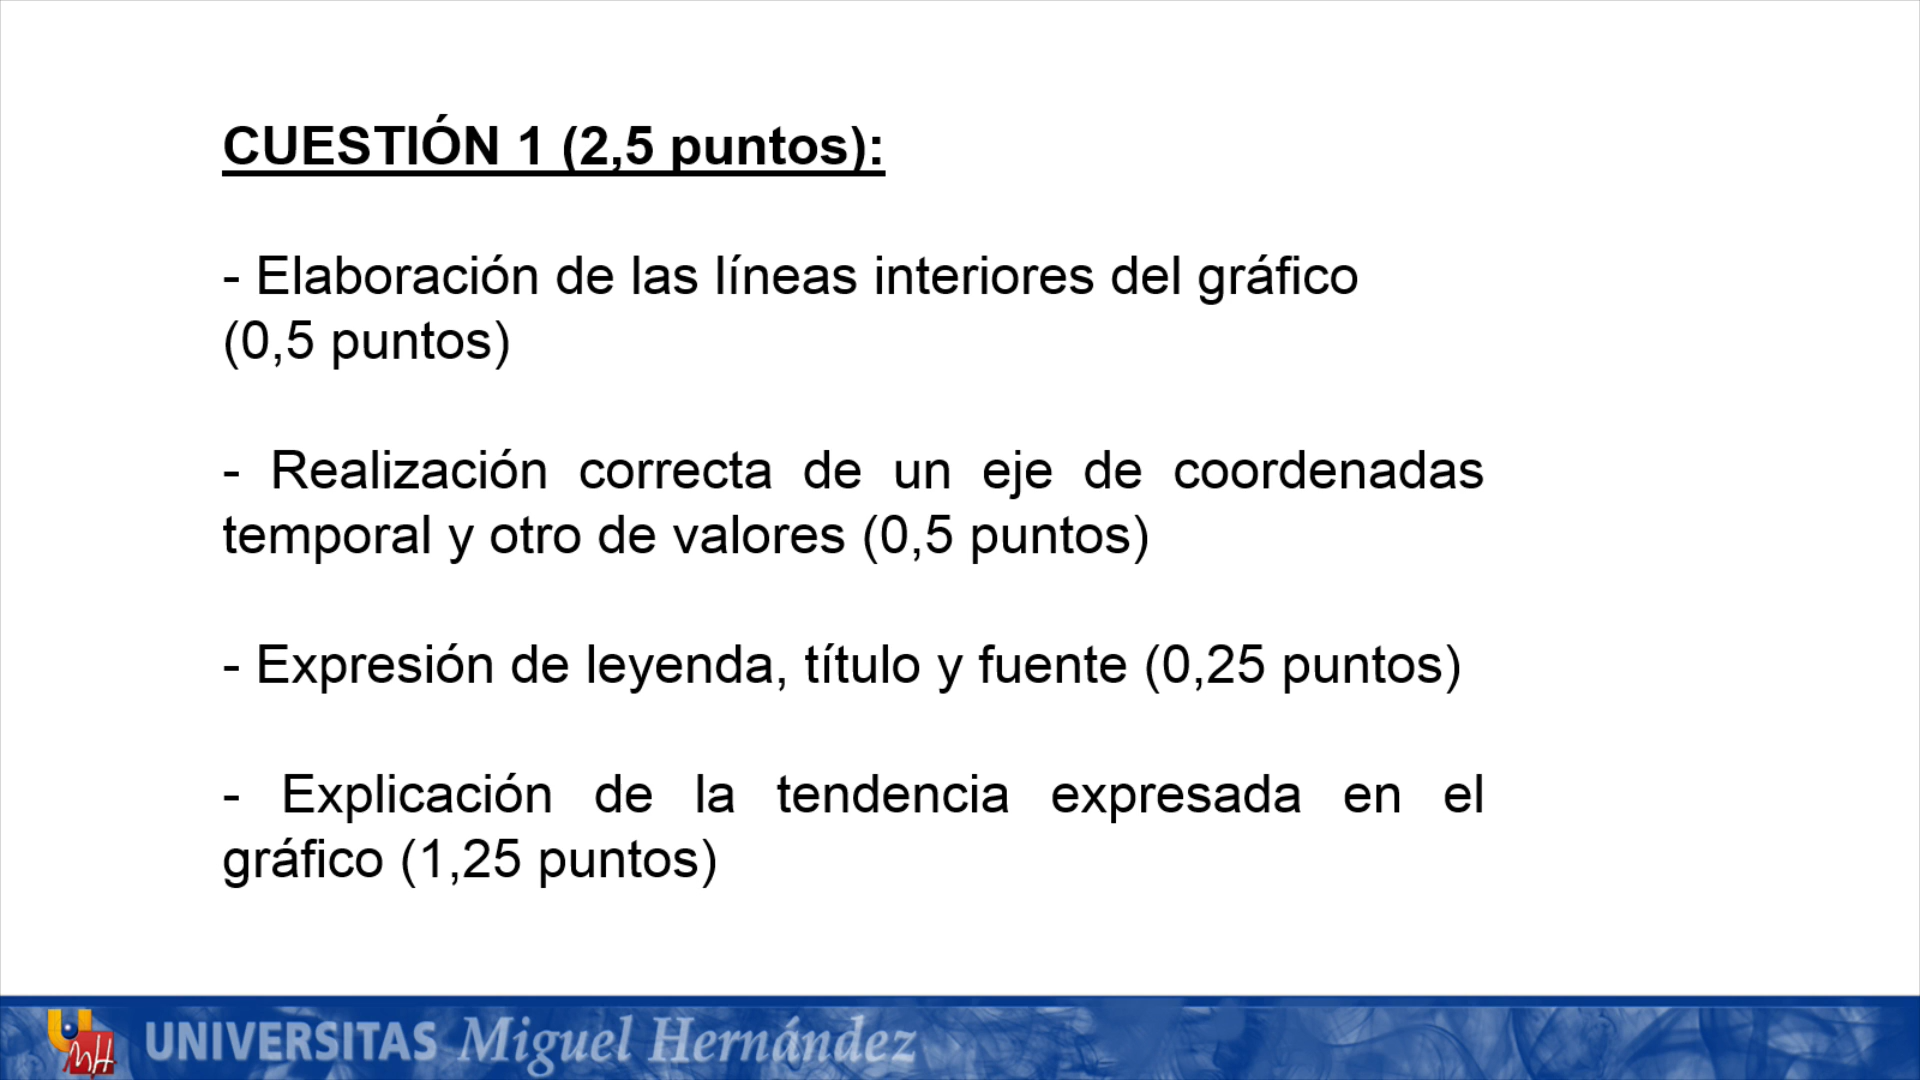 CUESTIÓN 1 (2,5 puntos):
- Elaboración de las líneas interiores del gráfico
(0,5 puntos)
- Realización correcta de un eje de coordenadas
temporal y otro de valores (0,5 puntos)
- Expresión de leyenda, título y fuente (0,25 puntos)
- Explicación de la tendencia expresada en el
gráfico (1,25 puntos)
UNIVERSITAS Miguel Hernández